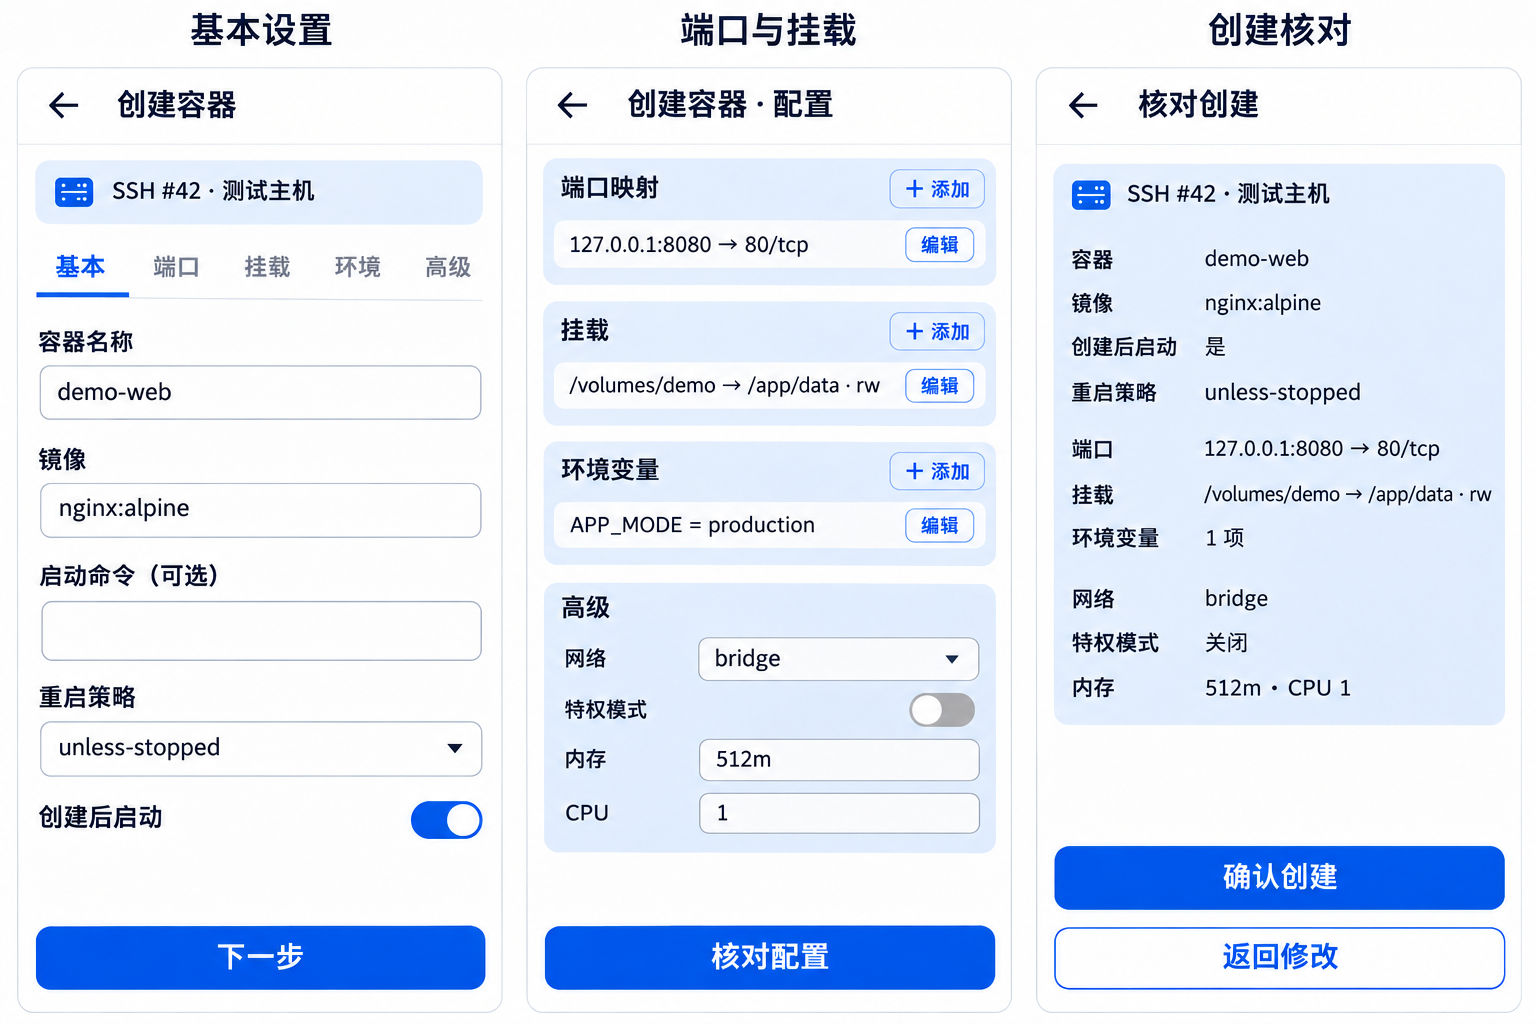 基本设置
创建容器
SSH #42 · 测试主机
基本 端口 挂载 环境 高级
容器名称
demo-web
镜像
nginx:alpine
启动命令（可选）
重启策略
unless-stopped
创建后启动
下一步
端口与挂载
创建容器 · 配置
端口映射 + 添加
127.0.0.1:8080 → 80/tcp 编辑
挂载 + 添加
/volumes/demo → /app/data · rw 编辑
环境变量 + 添加
APP_MODE = production 编辑
高级
网络 bridge
特权模式
内存 512m
CPU 1
核对配置
创建核对
核对创建
SSH #42 · 测试主机
容器 demo-web
镜像 nginx:alpine
创建后启动 是
重启策略 unless-stopped
端口 127.0.0.1:8080 → 80/tcp
挂载 /volumes/demo → /app/data · rw
环境变量 1 项
网络 bridge
特权模式 关闭
内存 512m • CPU 1
确认创建
返回修改